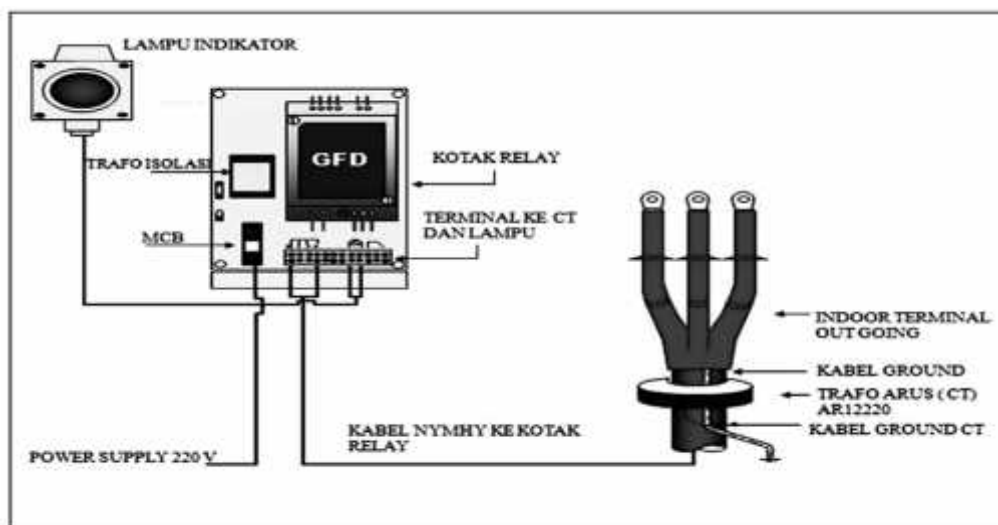 LAMPU INDIKATOR
TRAFO ISOLASI
GFD
KOTAK RELAY
MCB
TERMINAL KE CT
DAN LAMPU
INDOOR TERMINAL
OUT GOING
KABEL GROUND
TRAFO ARUS ( CT)
AR12220
KABEL GROUND CT
KABEL NYMHY KE KOTAK
RELAY
POWER SUPPLY 220 V